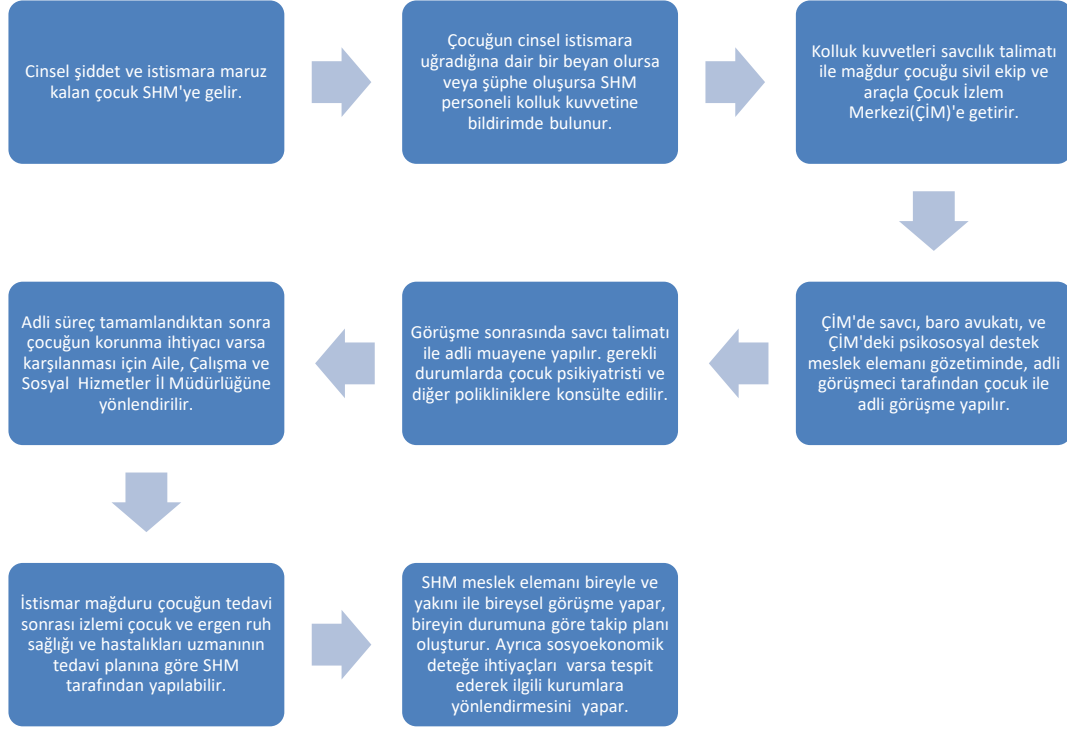 Cinsel şiddet ve istismara maruz
kalan çocuk SHM'ye gelir.
Çocuğun cinsel istismara
uğradığına dair bir beyan olursa
veya şüphe oluşursa SHM
personeli kolluk kuvvetine
bildirimde bulunur.
Kolluk kuvvetleri savcılık talimatı
ile mağdur çocuğu sivil ekip ve
araçla Çocuk İzlem
Merkezi(ÇİM)'e getirir.
ÇİM'de savcı, baro avukatı, ve
ÇİM'deki psikososyal destek
meslek elemanı gözetiminde, adli
görüşmeci tarafından çocuk ile
adli görüşme yapılır.
Görüşme sonrasında savcı talimatı
ile adli muayene yapılır. gerekli
durumlarda çocuk psikiyatristi ve
diğer polikliniklere konsülte edilir.
Adli süreç tamamlandıktan sonra
çocuğun korunma ihtiyacı varsa
karşılanması için Aile, Çalışma ve
Sosyal Hizmetler İl Müdürlüğüne
yönlendirilir.
İstismar mağduru çocuğun tedavi
sonrası izlemi çocuk ve ergen ruh
sağlığı ve hastalıkları uzmanının
tedavi planına göre SHM
tarafından yapılabilir.
SHM meslek elemanı bireyle ve
yakını ile bireysel görüşme yapar,
bireyin durumuna göre takip planı
oluşturur. Ayrıca sosyoekonomik
deteğe ihtiyaçları varsa tespit
ederek ilgili kurumlara
yönlendirmesini yapar.